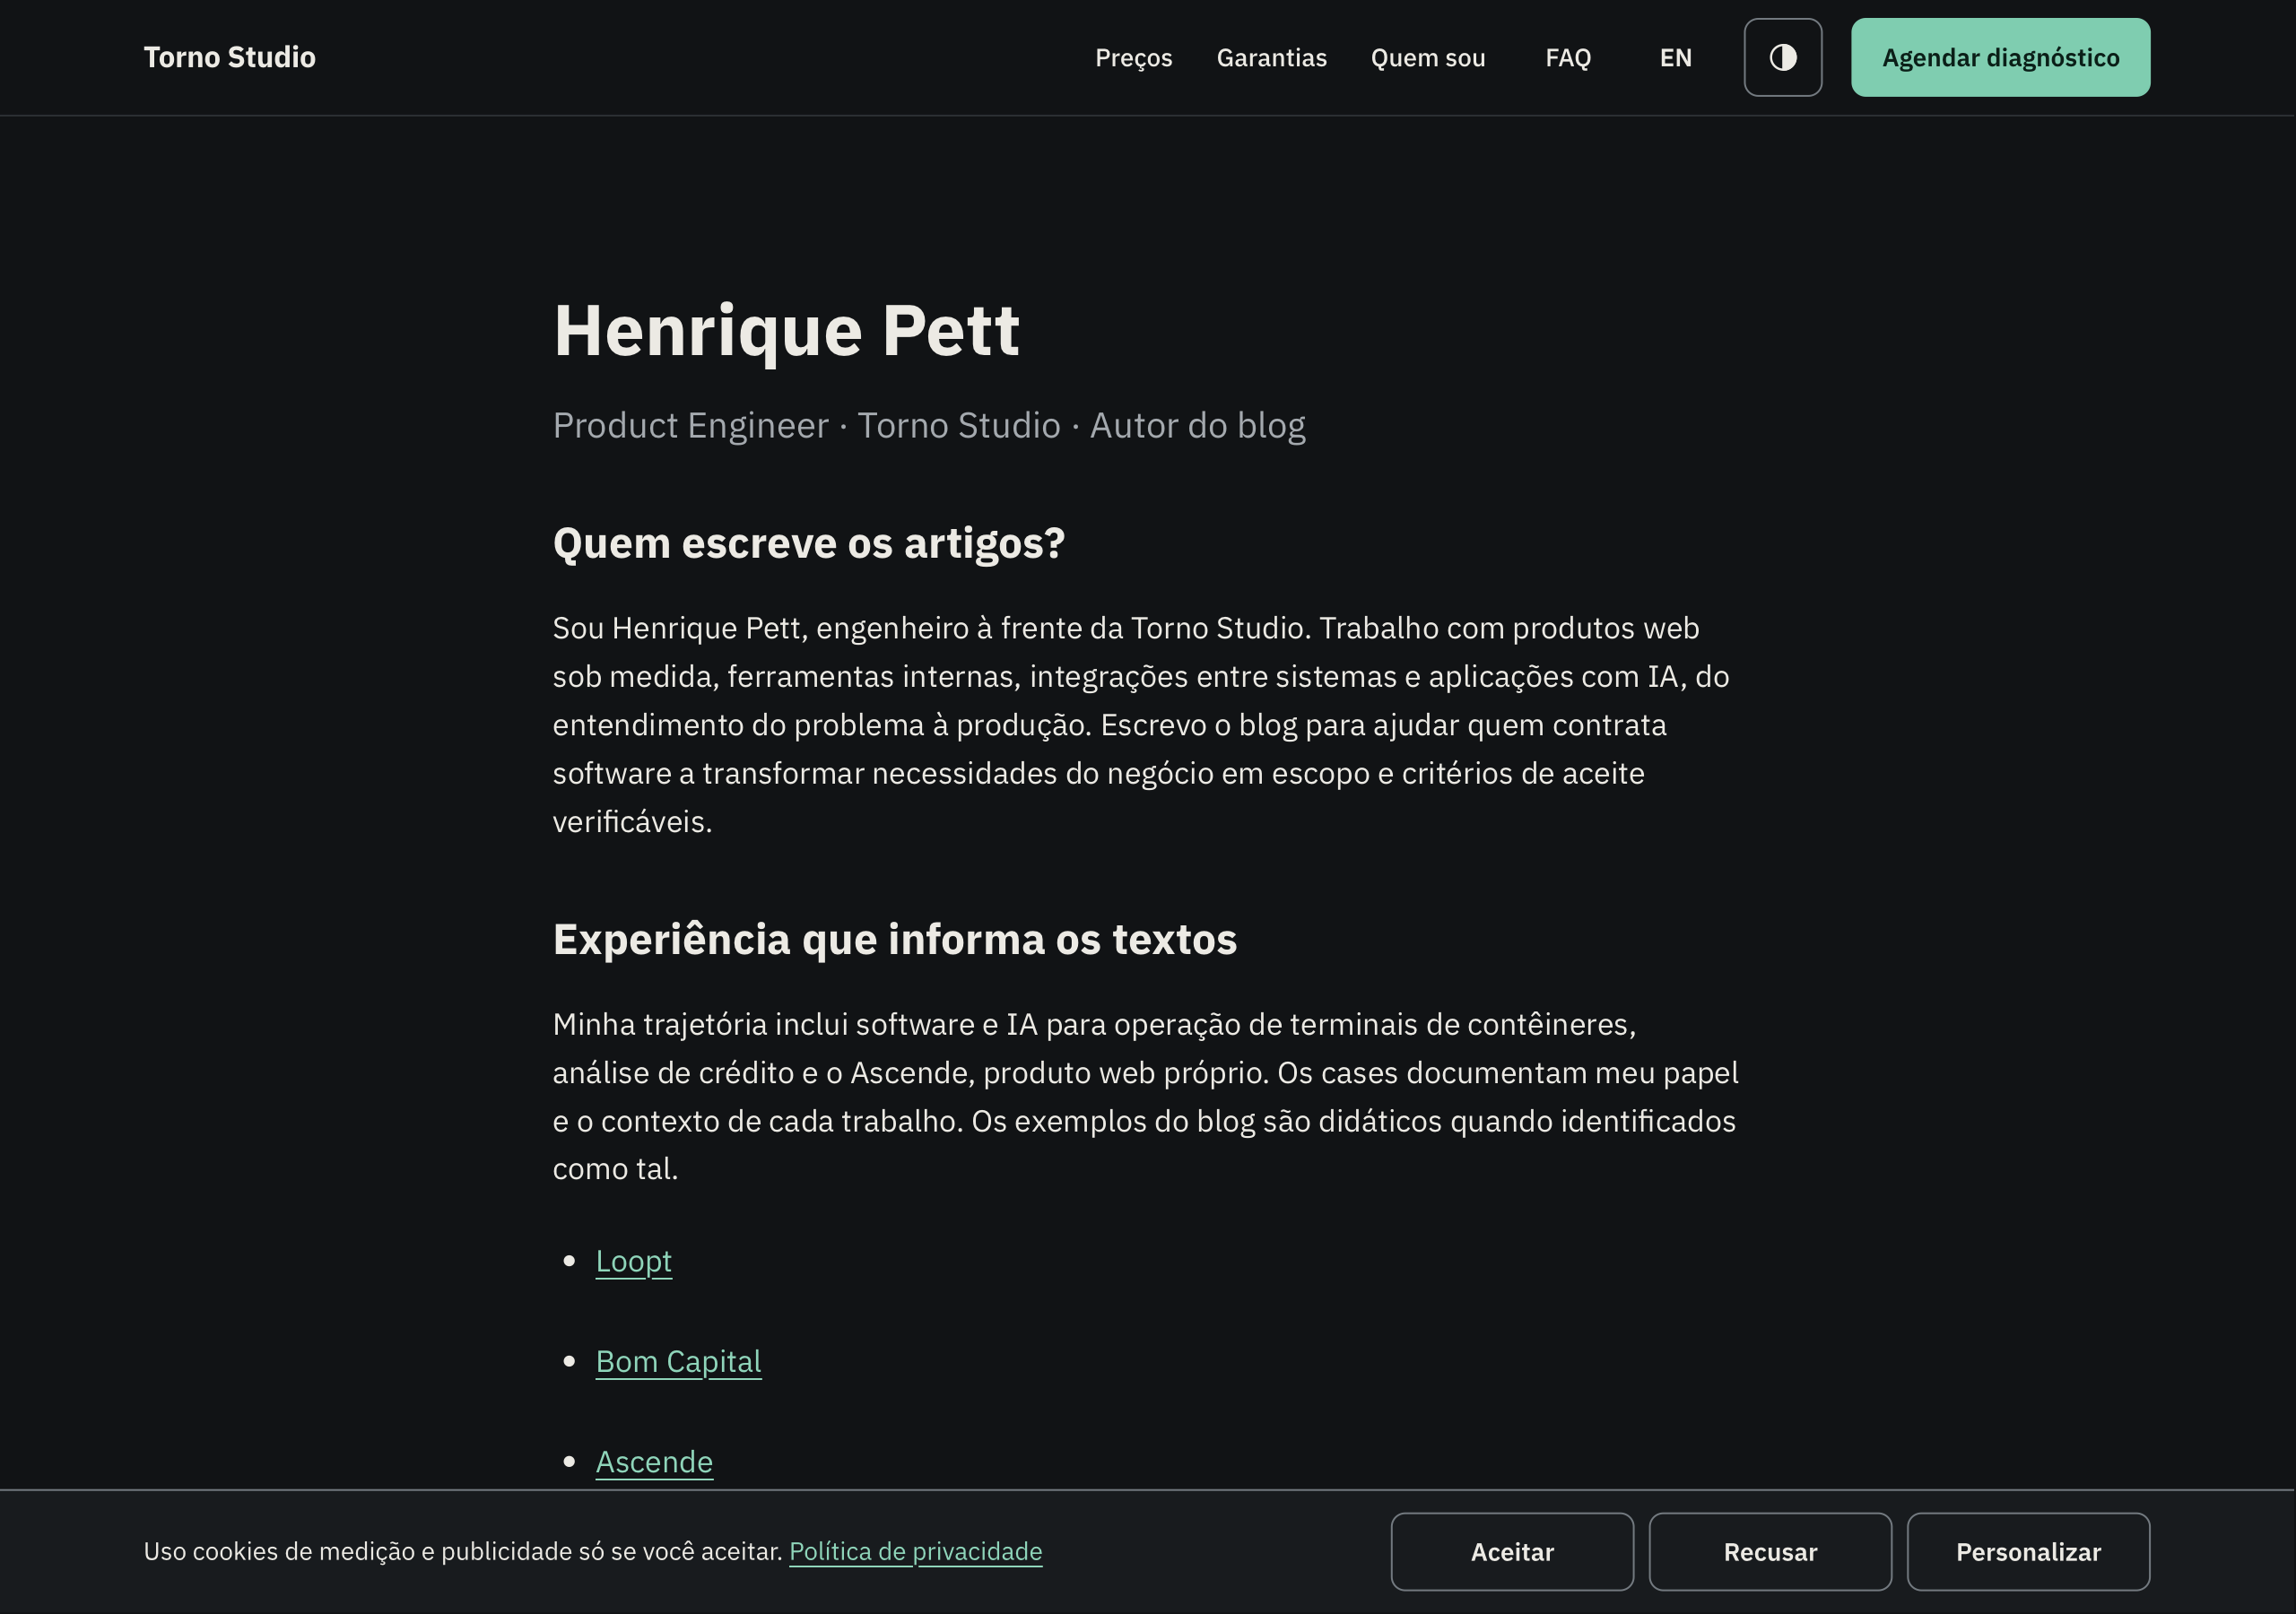 Torno Studio
Preços
Garantias
Quem sou
FAQ
EN
Agendar diagnóstico
Henrique Pett
Product Engineer · Torno Studio · Autor do blog
Quem escreve os artigos?
Sou Henrique Pett, engenheiro à frente da Torno Studio. Trabalho com produtos web
sob medida, ferramentas internas, integrações entre sistemas e aplicações com IA, do
entendimento do problema à produção. Escrevo o blog para ajudar quem contrata
software a transformar necessidades do negócio em escopo e critérios de aceite
verificáveis.
Experiência que informa os textos
Minha trajetória inclui software e IA para operação de terminais de contêineres,
análise de crédito e o Ascende, produto web próprio. Os cases documentam meu papel
e o contexto de cada trabalho. Os exemplos do blog são didáticos quando identificados
como tal.
Loopt
Bom Capital
Ascende
Uso cookies de medição e publicidade só se você aceitar. Política de privacidade
Aceitar
Recusar
Personalizar